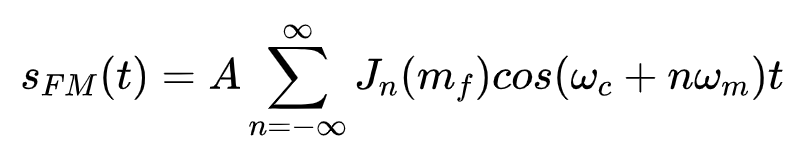 s_{FM}(t) = A \sum_{n=-\infty}^{\infty} J_n(m_f)cos(\omega_c + n\omega_m)t